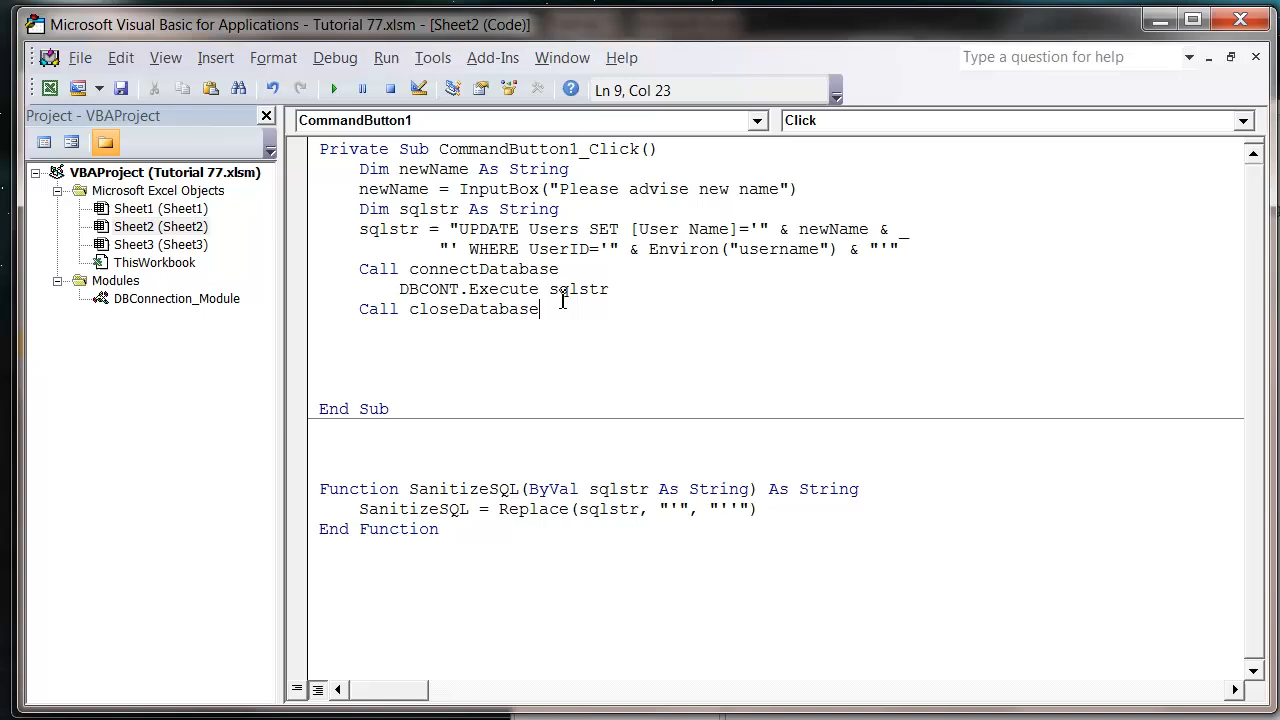 Microsoft Visual Basic for Applications - Tutorial 77.xlsm - [Sheet2 (Code)]
File Edit View Insert Format Debug Run Tools Add-Ins Window Help
Type a question for help
Ln 9, Col 23
Project - VBAProject
CommandButton1
Click
VBAProject (Tutorial 77.xlsm)
Microsoft Excel Objects
Sheet1 (Sheet1)
Sheet2 (Sheet2)
Sheet3 (Sheet3)
ThisWorkbook
Modules
DBConnection_Module
Private Sub CommandButton1_Click()
Dim newName As String
newName = InputBox("Please advise new name")
Dim sqlstr As String
sqlstr = "UPDATE Users SET [User Name]='" & newName & _
"' WHERE UserID='" & Environ("username") & "'"
Call connectDatabase
DBCONT.Execute sqlstr
Call closeDatabase
End Sub
Function SanitizeSQL(ByVal sqlstr As String) As String
SanitizeSQL = Replace(sqlstr, "'", "''")
End Function